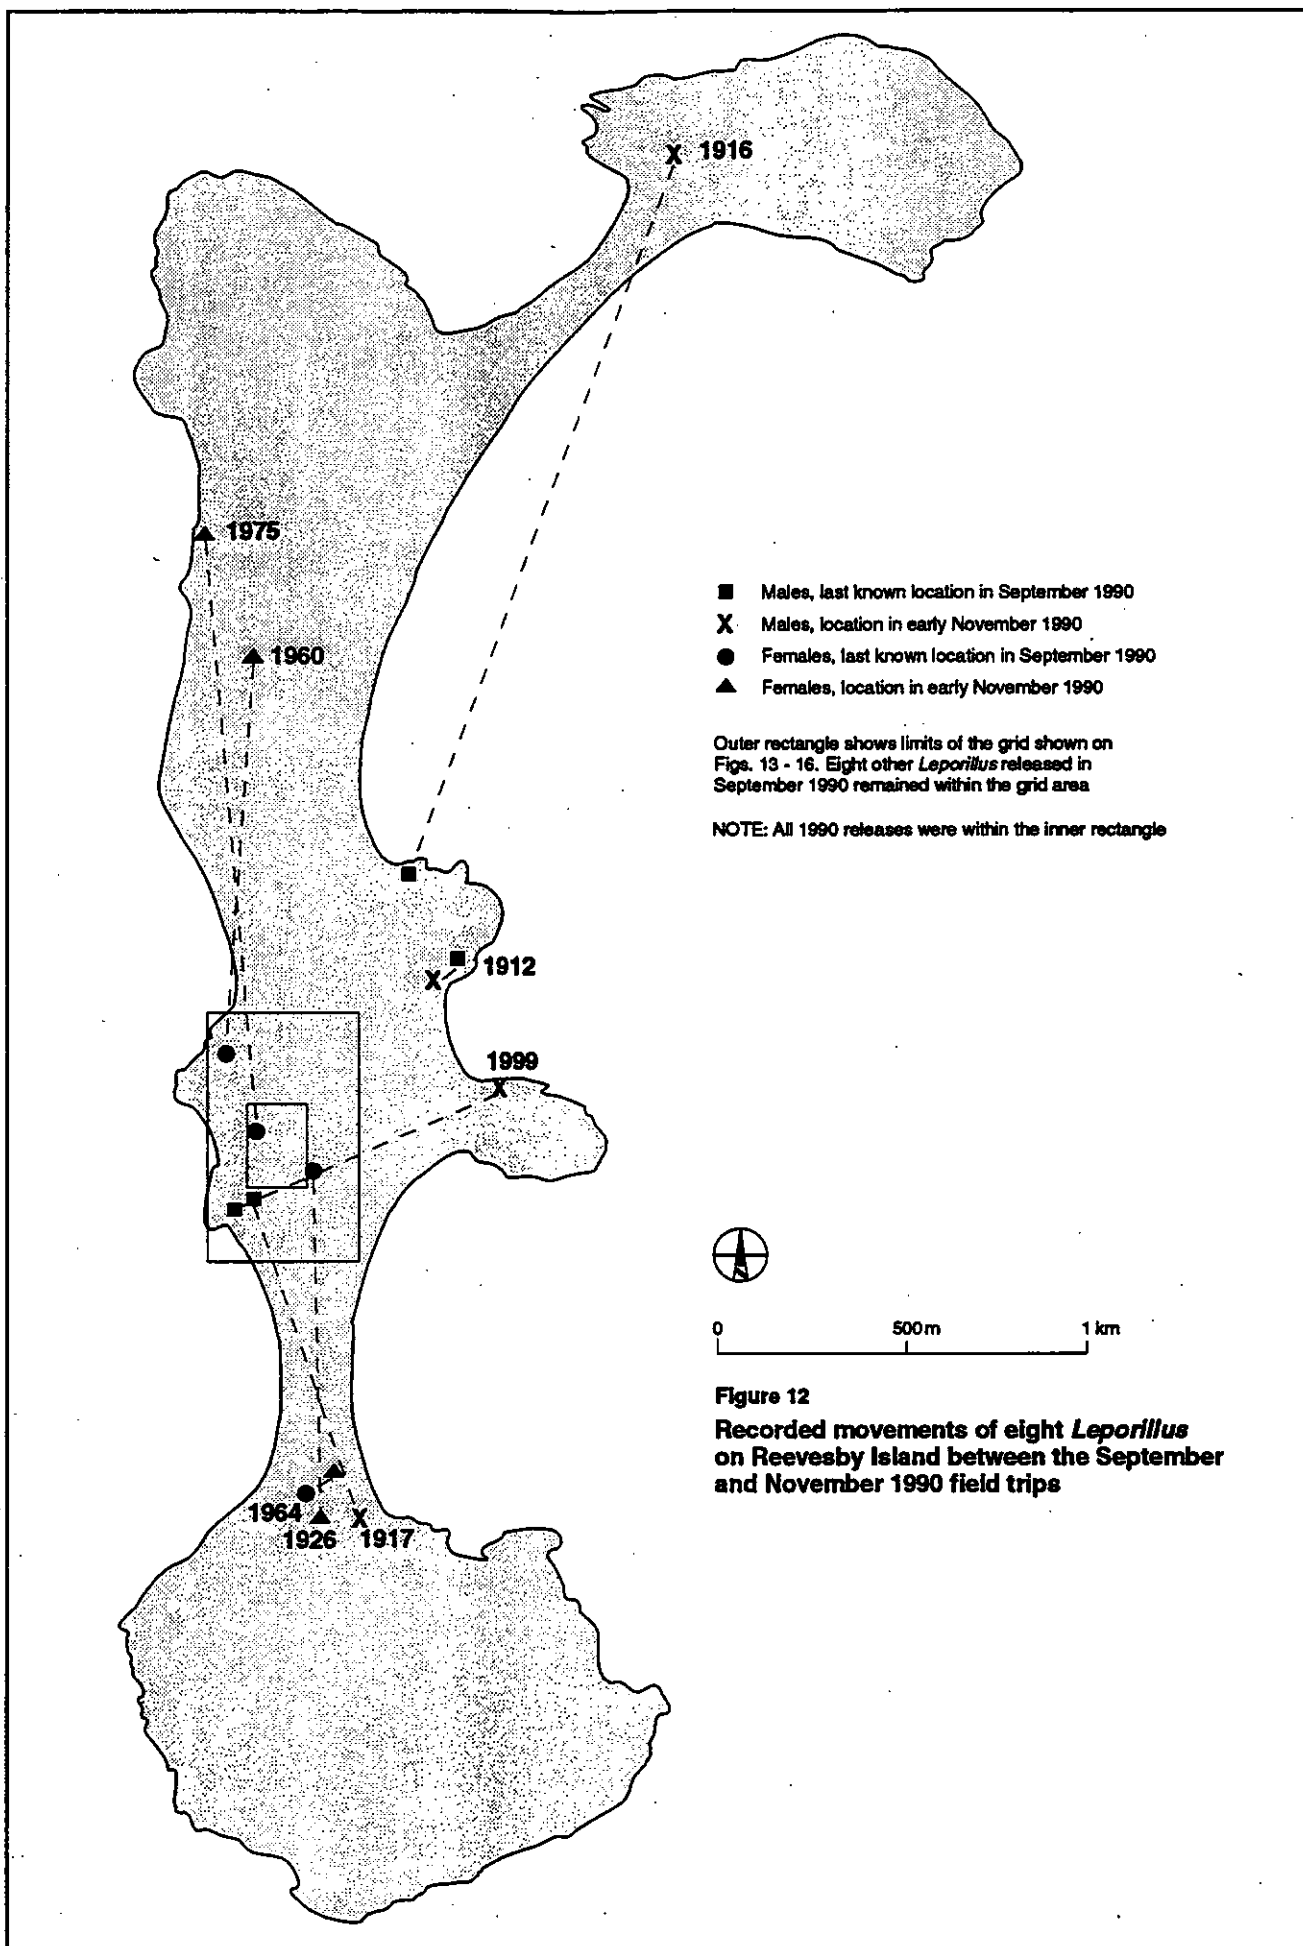 1916
1975
1960
Males, last known location in September 1990
X Males, location in early November 1990
Females, last known location in September 1990
Females, location in early November 1990
Outer rectangle shows limits of the grid shown on
Figs. 13 - 16. Eight other Leporillus released in
September 1990 remained within the grid area
NOTE: All 1990 releases were within the inner rectangle
1912
1999
0 500m 1 km
Figure 12
Recorded movements of eight Leporillus
on Reevesby Island between the September
and November 1990 field trips
1964
1926 1917